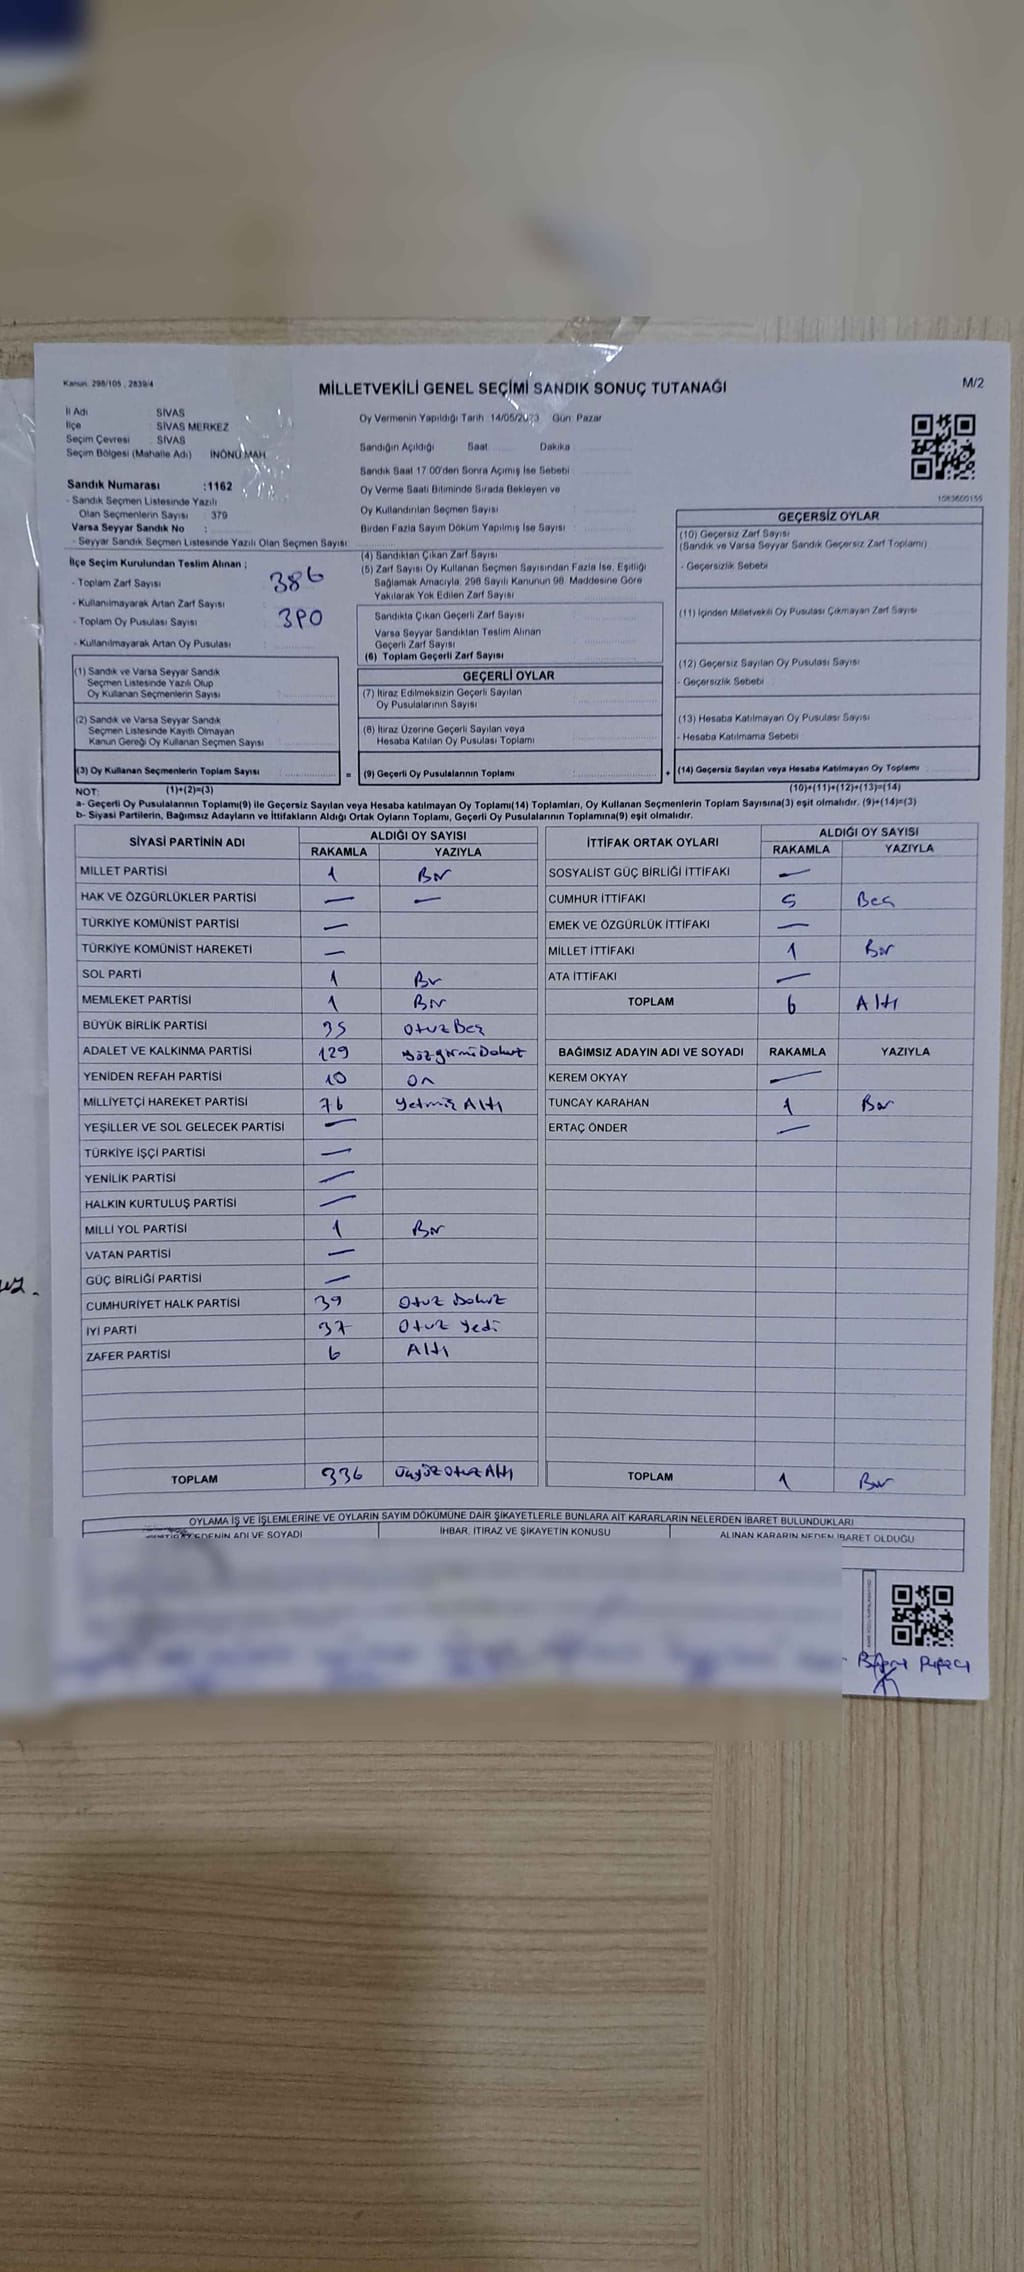 Kanun: 298/105 , 2839/4
MİLLETVEKİLİ GENEL SEÇİMİ SANDIK SONUÇ TUTANAĞI
M/2
İl Adı SİVAS
İlçe SİVAS MERKEZ
Seçim Çevresi : SİVAS
Seçim Bölgesi (Mahalle Adı) İNÖNÜ MAH
Sandık Numarası :1162
- Sandık Seçmen Listesinde Yazılı
Olan Seçmenlerin Sayısı : 379
Varsa Seyyar Sandık No :
- Seyyar Sandık Seçmen Listesinde Yazılı Olan Seçmen Sayısı:
Oy Vermenin Yapıldığı Tarih :14/05/2023 Gün: Pazar
Sandığın Açıldığı Saat Dakika
Sandık Saat 17.00'den Sonra Açımış İse Sebebi
Oy Verme Saati Bitiminde Sırada Bekleyen ve
Oy Kullandırılan Seçmen Sayısı
Birden Fazla Sayım Döküm Yapılmış İse Sayısı
1083600155
İlçe Seçim Kurulundan Teslim Alınan ;
- Toplam Zarf Sayısı 386
- Kullanılmayarak Artan Zarf Sayısı :
- Toplam Oy Pusulası Sayısı : 390
- Kullanılmayarak Artan Oy Pusulası :
(4) Sandıktan Çıkan Zarf Sayısı
(5) Zarf Sayısı Oy Kullanan Seçmen Sayısından Fazla İse, Eşitliği
Sağlamak Amacıyla, 298 Sayılı Kanunun 98. Maddesine Göre
Yakılarak Yok Edilen Zarf Sayısı
Sandıkta Çıkan Geçerli Zarf Sayısı
Varsa Seyyar Sandıktan Teslim Alınan
Geçerli Zarf Sayısı
(6) Toplam Geçerli Zarf Sayısı
GEÇERSİZ OYLAR
(10) Geçersiz Zarf Sayısı
(Sandık ve Varsa Seyyar Sandık Geçersiz Zarf Toplamı)
- Geçersizlik Sebebi
(11) İçinden Milletvekili Oy Pusulası Çıkmayan Zarf Sayısı
(12) Geçersiz Sayılan Oy Pusulası Sayısı
- Geçersizlik Sebebi
(13) Hesaba Katılmayan Oy Pusulası Sayısı
- Hesaba Katılmama Sebebi
(1) Sandık ve Varsa Seyyar Sandık
Seçmen Listesinde Yazılı Olup
Oy Kullanan Seçmenlerin Sayısı
(2) Sandık ve Varsa Seyyar Sandık
Seçmen Listesinde Kayıtlı Olmayan
Kanun Gereği Oy Kullanan Seçmen Sayısı
GEÇERLİ OYLAR
(7) İtiraz Edilmeksizin Geçerli Sayılan
Oy Pusulalarının Sayısı
(8) İtiraz Üzerine Geçerli Sayılan veya
Hesaba Katılan Oy Pusulası Toplamı
(3) Oy Kullanan Seçmenlerin Toplam Sayısı = (9) Geçerli Oy Pusulalarının Toplamı + (14) Geçersiz Sayılan veya Hesaba Katılmayan Oy Toplamı
NOT: (1)+(2)=(3) (10)+(11)+(12)+(13)=(14)
a- Geçerli Oy Pusulalarının Toplamı(9) ile Geçersiz Sayılan veya Hesaba katılmayan Oy Toplamı(14) Toplamları, Oy Kullanan Seçmenlerin Toplam Sayısına(3) eşit olmalıdır. (9)+(14)=(3)
b- Siyasi Partilerin, Bağımsız Adayların ve İttifakların Aldığı Ortak Oyların Toplamı, Geçerli Oy Pusulalarının Toplamına(9) eşit olmalıdır.
SİYASİ PARTİNİN ADI ALDIĞI OY SAYISI
RAKAMLA YAZIYLA
MİLLET PARTİSİ 1 Bir
HAK VE ÖZGÜRLÜKLER PARTİSİ — —
TÜRKİYE KOMÜNİST PARTİSİ —
TÜRKİYE KOMÜNİST HAREKETİ —
SOL PARTİ 1 Bir
MEMLEKET PARTİSİ 1 Bir
BÜYÜK BİRLİK PARTİSİ 35 Otuz Beş
ADALET VE KALKINMA PARTİSİ 129 Yüz yirmi Dokuz
YENİDEN REFAH PARTİSİ 10 On
MİLLİYETÇİ HAREKET PARTİSİ 76 Yetmiş Altı
YEŞİLLER VE SOL GELECEK PARTİSİ —
TÜRKİYE İŞÇİ PARTİSİ —
YENİLİK PARTİSİ —
HALKIN KURTULUŞ PARTİSİ —
MİLLİ YOL PARTİSİ 1 Bir
VATAN PARTİSİ —
GÜÇ BİRLİĞİ PARTİSİ —
CUMHURİYET HALK PARTİSİ 39 Otuz Dokuz
İYİ PARTİ 37 Otuz Yedi
ZAFER PARTİSİ 6 Altı
TOPLAM 336 Üçyüz Otuz Altı
İTTİFAK ORTAK OYLARI ALDIĞI OY SAYISI
RAKAMLA YAZIYLA
SOSYALİST GÜÇ BİRLİĞİ İTTİFAKI —
CUMHUR İTTİFAKI 5 Beş
EMEK VE ÖZGÜRLÜK İTTİFAKI —
MİLLET İTTİFAKI 1 Bir
ATA İTTİFAKI —
TOPLAM 6 Altı
BAĞIMSIZ ADAYIN ADI VE SOYADI RAKAMLA YAZIYLA
KEREM OKYAY —
TUNCAY KARAHAN 1 Bir
ERTAÇ ÖNDER —
TOPLAM 1 Bir
OYLAMA İŞ VE İŞLEMLERİNE VE OYLARIN SAYIM DÖKÜMÜNE DAİR ŞİKAYETLERLE BUNLARA AİT KARARLARIN NELERDEN İBARET BULUNDUKLARI
EDENİN ADI VE SOYADI İHBAR, İTİRAZ VE ŞİKAYETİN KONUSU ALINAN KARARIN NEDEN İBARET OLDUĞU